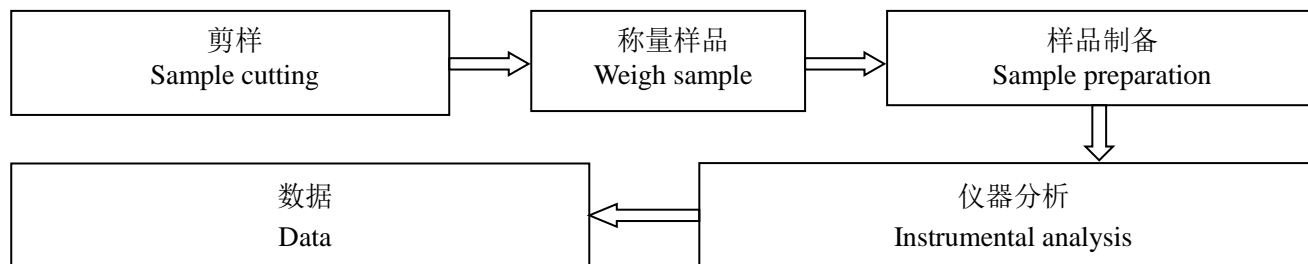 剪样
Sample cutting
称量样品
Weigh sample
样品制备
Sample preparation
仪器分析
Instrumental analysis
数据
Data